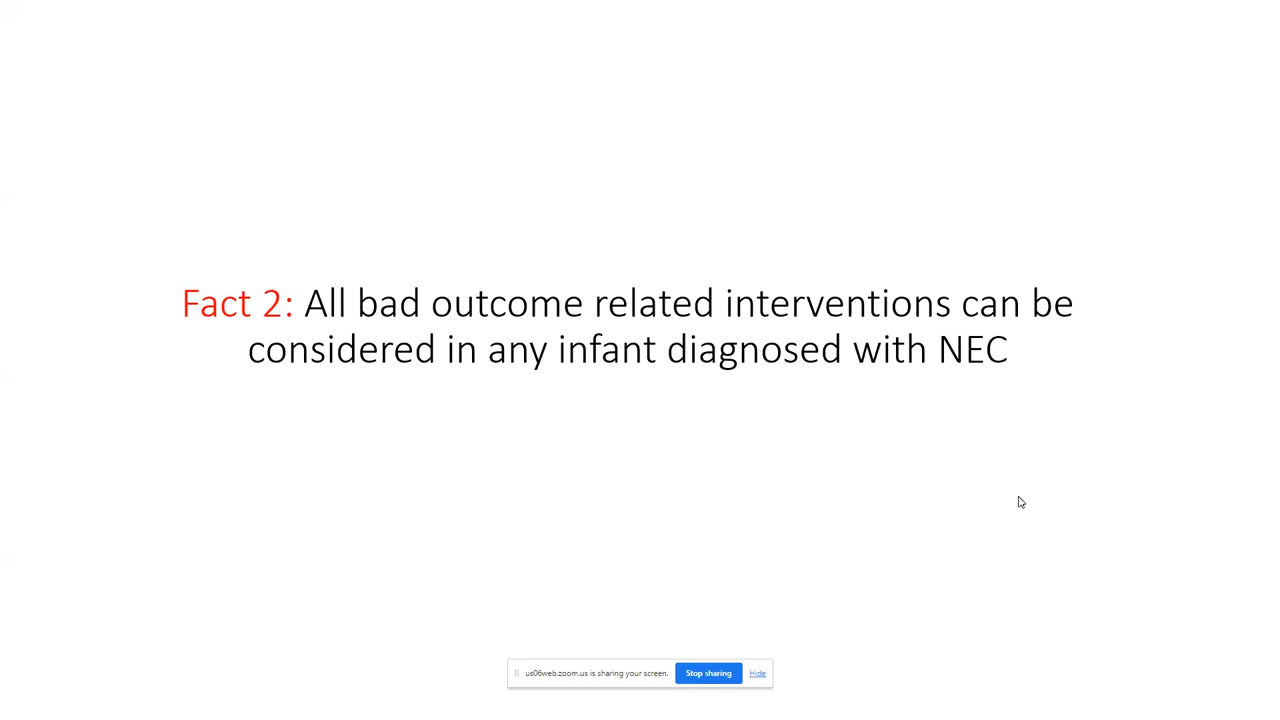 Fact 2: All bad outcome related interventions can be
considered in any infant diagnosed with NEC
us06web.zoom.us is sharing your screen.
Stop sharing
Hide